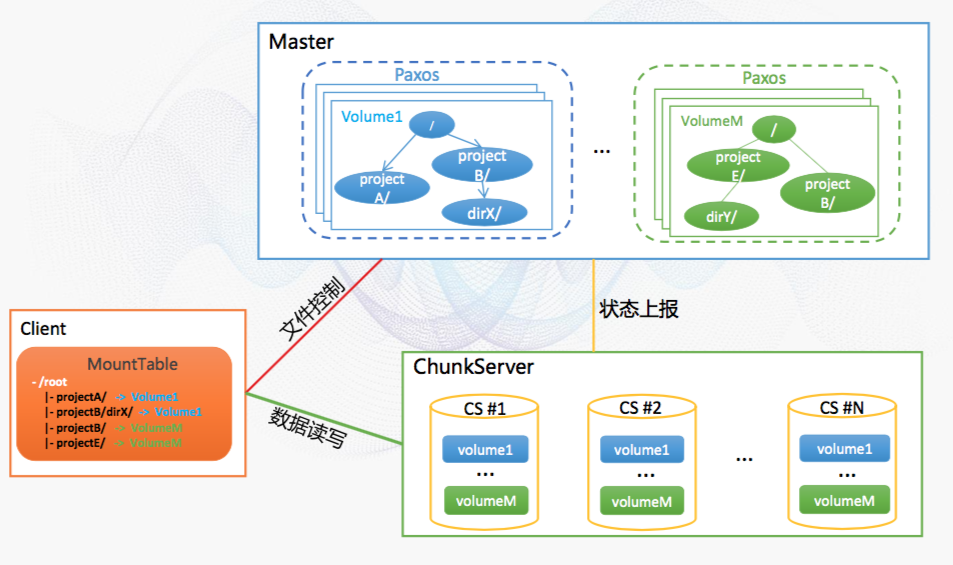 Master
Paxos
Volume1
/
project
A/
project
B/
dirX/
...
Paxos
VolumeM
/
project
E/
project
B/
dirY/
文件控制
状态上报
数据读写
Client
MountTable
- /root
|- projectA/ -> Volume1
|- projectB/dirX/ -> Volume1
|- projectB/ -> VolumeM
|- projectE/ -> VolumeM
ChunkServer
CS #1
volume1
...
volumeM
CS #2
volume1
...
volumeM
...
CS #N
volume1
...
volumeM